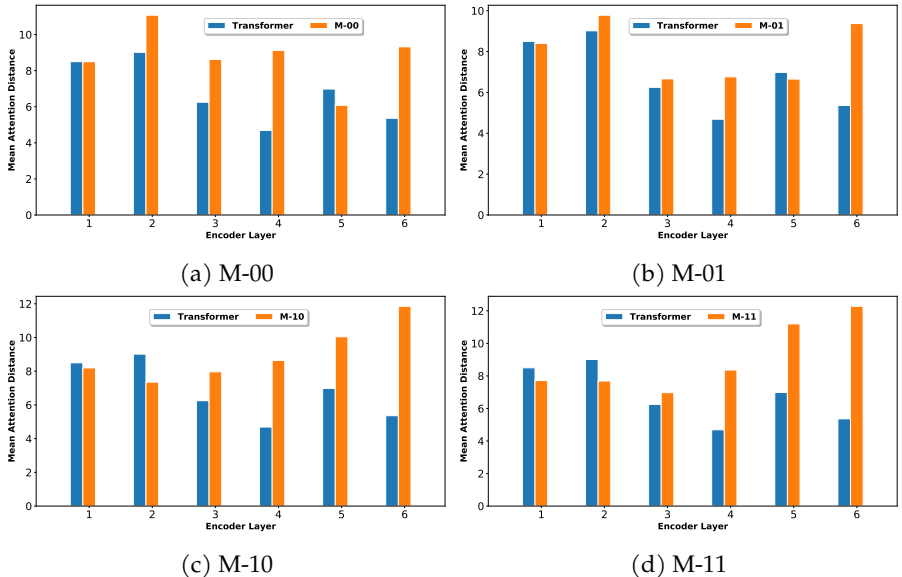 Transformer M-00
Mean Attention Distance
10
8
6
4
2
0
1 2 3 4 5 6
Encoder Layer
(a) M-00
Transformer M-01
Mean Attention Distance
10
8
6
4
2
0
1 2 3 4 5 6
Encoder Layer
(b) M-01
Transformer M-10
Mean Attention Distance
12
10
8
6
4
2
0
1 2 3 4 5 6
Encoder Layer
(c) M-10
Transformer M-11
Mean Attention Distance
12
10
8
6
4
2
0
1 2 3 4 5 6
Encoder Layer
(d) M-11